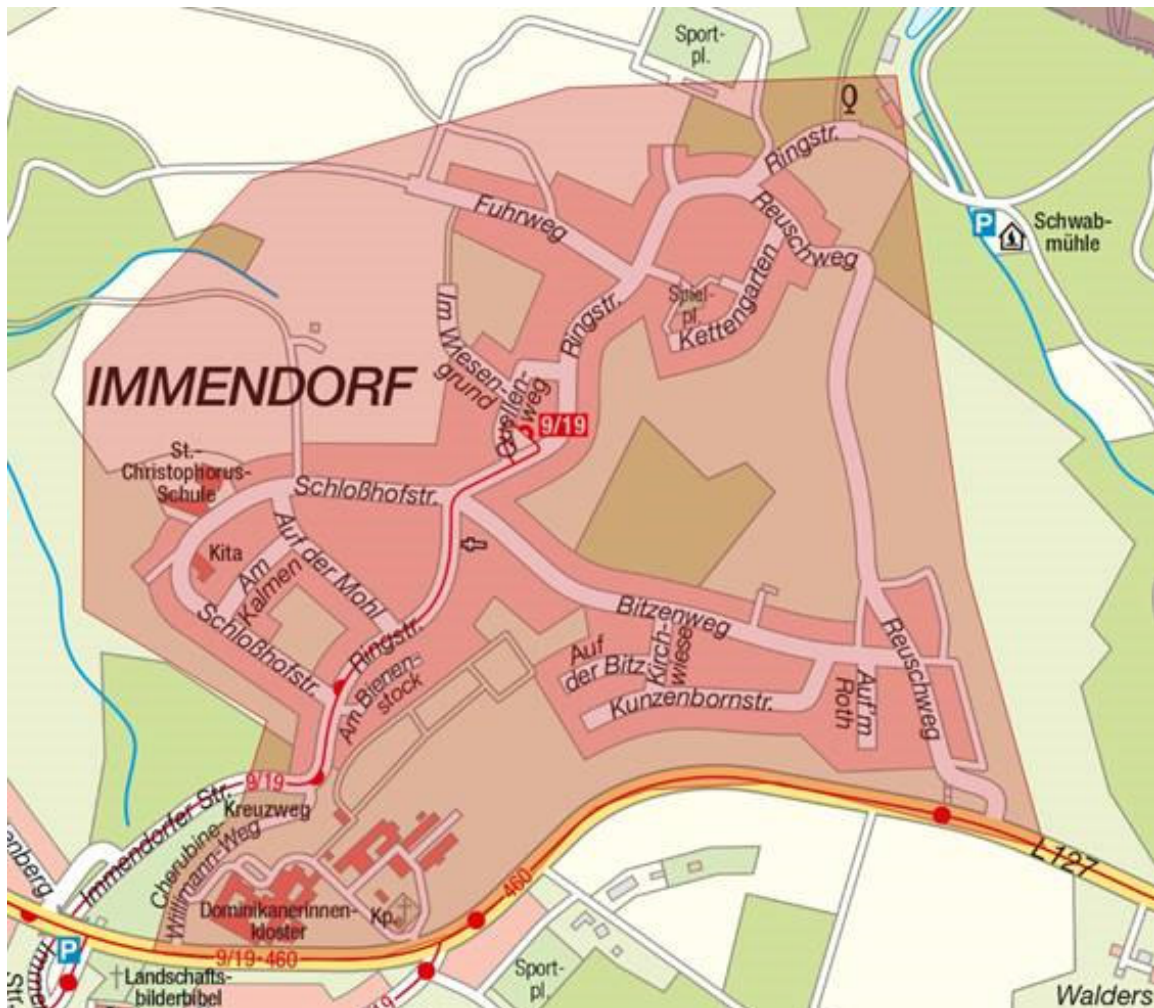 Sport-
pl.
Ringstr.
Fuhrweg
Reuschweg
P
Schwab-
mühle
Spiel-
pl.
Kettengarten
Im Wiesen-
grund
Ringstr.
Quellen-
weg
IMMENDORF
9/19
St.-
Christophorus-
Schule
Schloßhofstr.
Kita
Am
Kalmen
Auf der Mohl
Schloßhofstr.
Ringstr.
Am Bienen-
stock
Bitzenweg
Auf
der Bitz
Kirch-
wiese
Kunzenbornstr.
Auf'm
Roth
Reuschweg
9/19
Immendorfer Str.
Kreuzweg
Cherubine-
Willmann-Weg
Dominikanerinnen-
kloster
Kp.
460
L127
9/19·460
P
Landschafts-
bilderbibel
Sport-
pl.
Walders